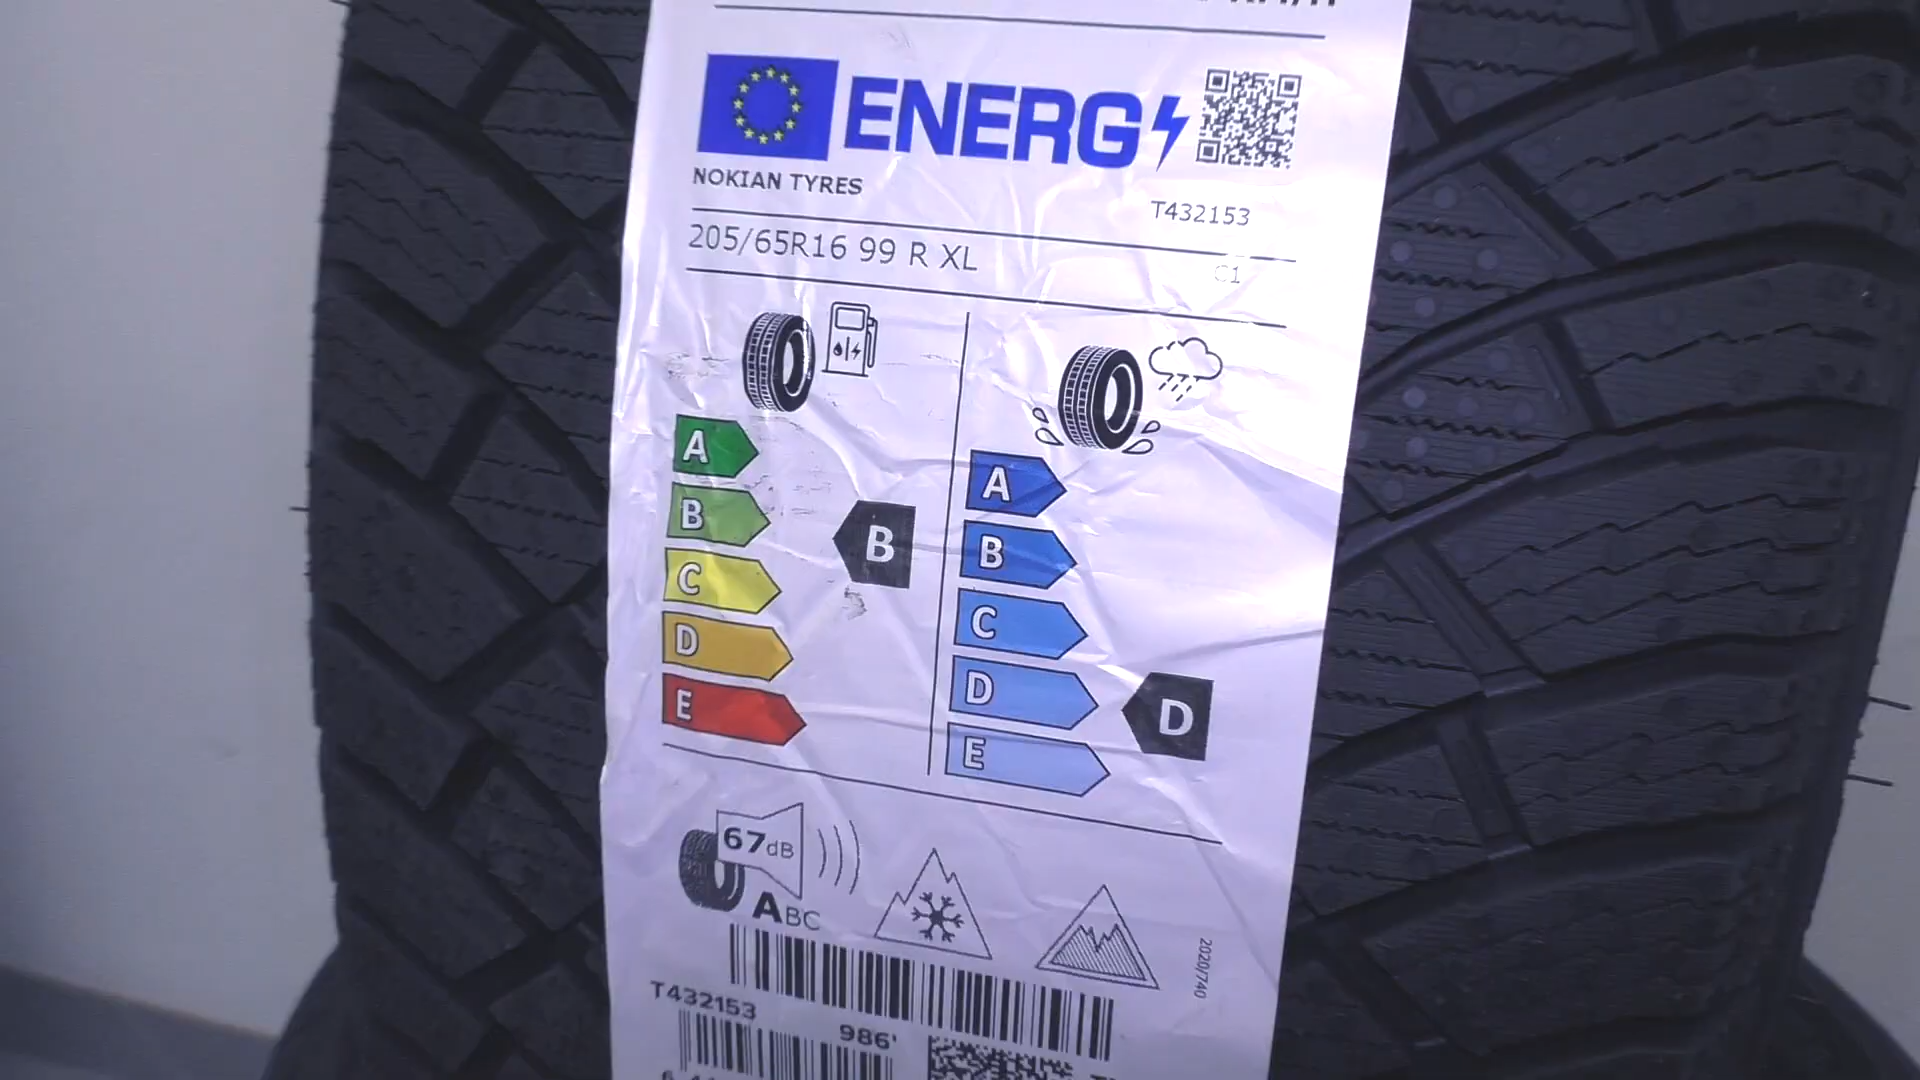 ENERG
NOKIAN TYRES
T432153
205/65R16 99 R XL
C1
A
B
C
D
E
B
A
B
C
D
E
D
67dB
ABC
2020/740
T432153
986